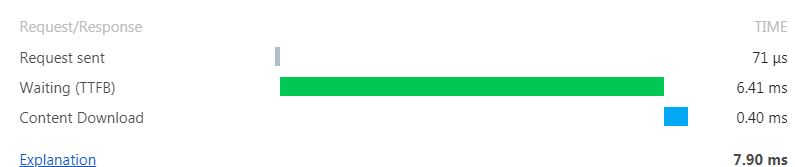 Request/Response TIME
Request sent 71 µs
Waiting (TTFB) 6.41 ms
Content Download 0.40 ms
Explanation 7.90 ms